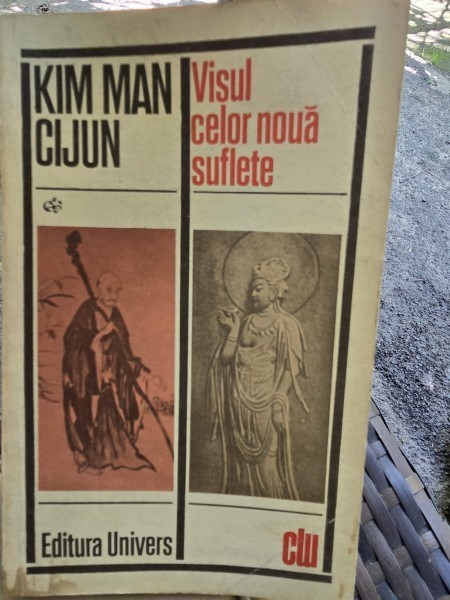 KIM MAN
CIJUN
Visul
celor nouă
suflete
Editura Univers
clu